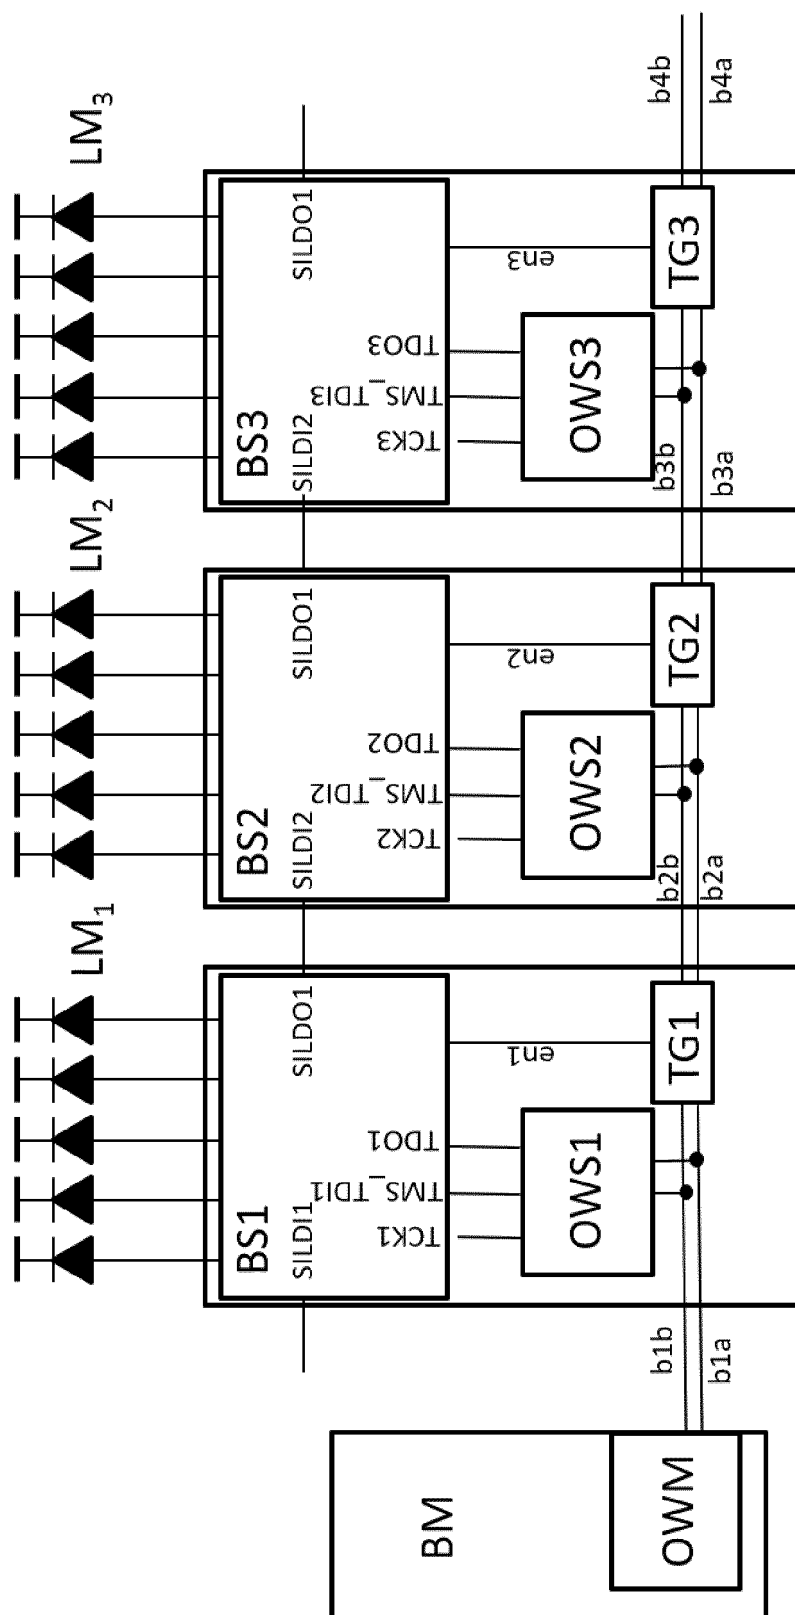 LM₁
LM₂
LM₃
BM
OWM
b1b
b1a
BS1
SILDI1
SILDO1
TCK1
TMS_TDI1
TDO1
en1
OWS1
TG1
b2b
b2a
BS2
SILDI2
SILDO1
TCK2
TMS_TDI2
TDO2
en2
OWS2
TG2
b3b
b3a
BS3
SILDI2
SILDO1
TCK3
TMS_TDI3
TDO3
en3
OWS3
TG3
b4b
b4a